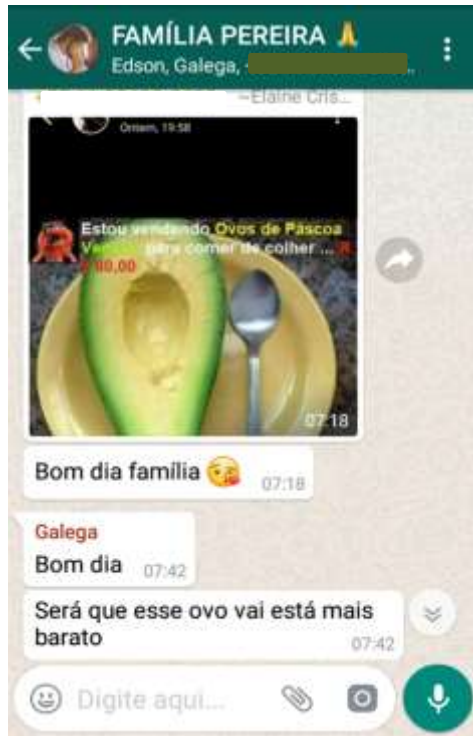 FAMÍLIA PEREIRA
Edson, Galega,
~Elaine Cris...
Ontem, 19:58
Estou vendendo Ovos de Páscoa
para comer de colher ...
80,00
07:18
Bom dia família
07:18
Galega
Bom dia
07:42
Será que esse ovo vai está mais
barato
07:42
Digite aqui...